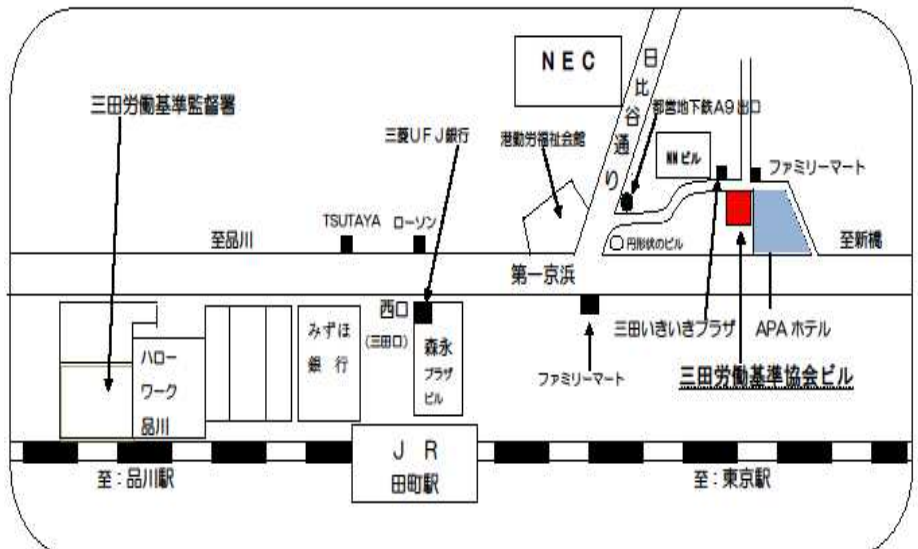 NEC
日比谷通り
三田労働基準監督署
三菱UFJ銀行
港勤労福祉会館
都営地下鉄A9出口
NNビル
ファミリーマート
TSUTAYA
ローソン
至品川
円形状のビル
至新橋
第一京浜
西口
(三田口)
みずほ
銀行
森永
プラザ
ビル
ハロー
ワーク
品川
ファミリーマート
三田いきいきプラザ
APAホテル
三田労働基準協会ビル
JR
田町駅
至:品川駅
至:東京駅